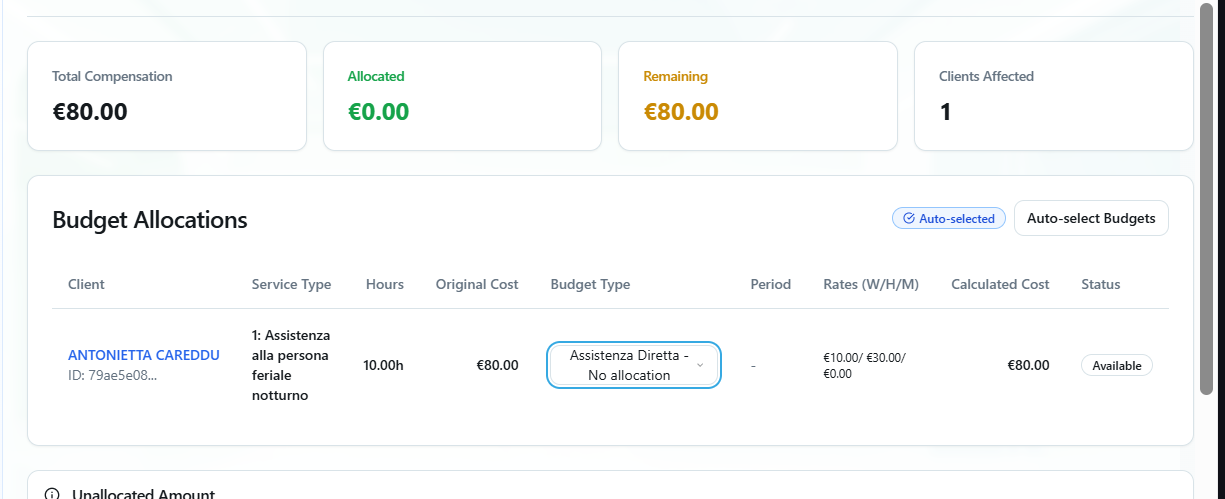 Total Compensation
€80.00
Allocated
€0.00
Remaining
€80.00
Clients Affected
1
Budget Allocations
Auto-selected
Auto-select Budgets
Client
Service Type
Hours
Original Cost
Budget Type
Period
Rates (W/H/M)
Calculated Cost
Status
ANTONIETTA CAREDDU
ID: 79ae5e08...
1: Assistenza
alla persona
feriale
notturno
10.00h
€80.00
Assistenza Diretta -
No allocation
-
€10.00/ €30.00/
€0.00
€80.00
Available
Unallocated Amount